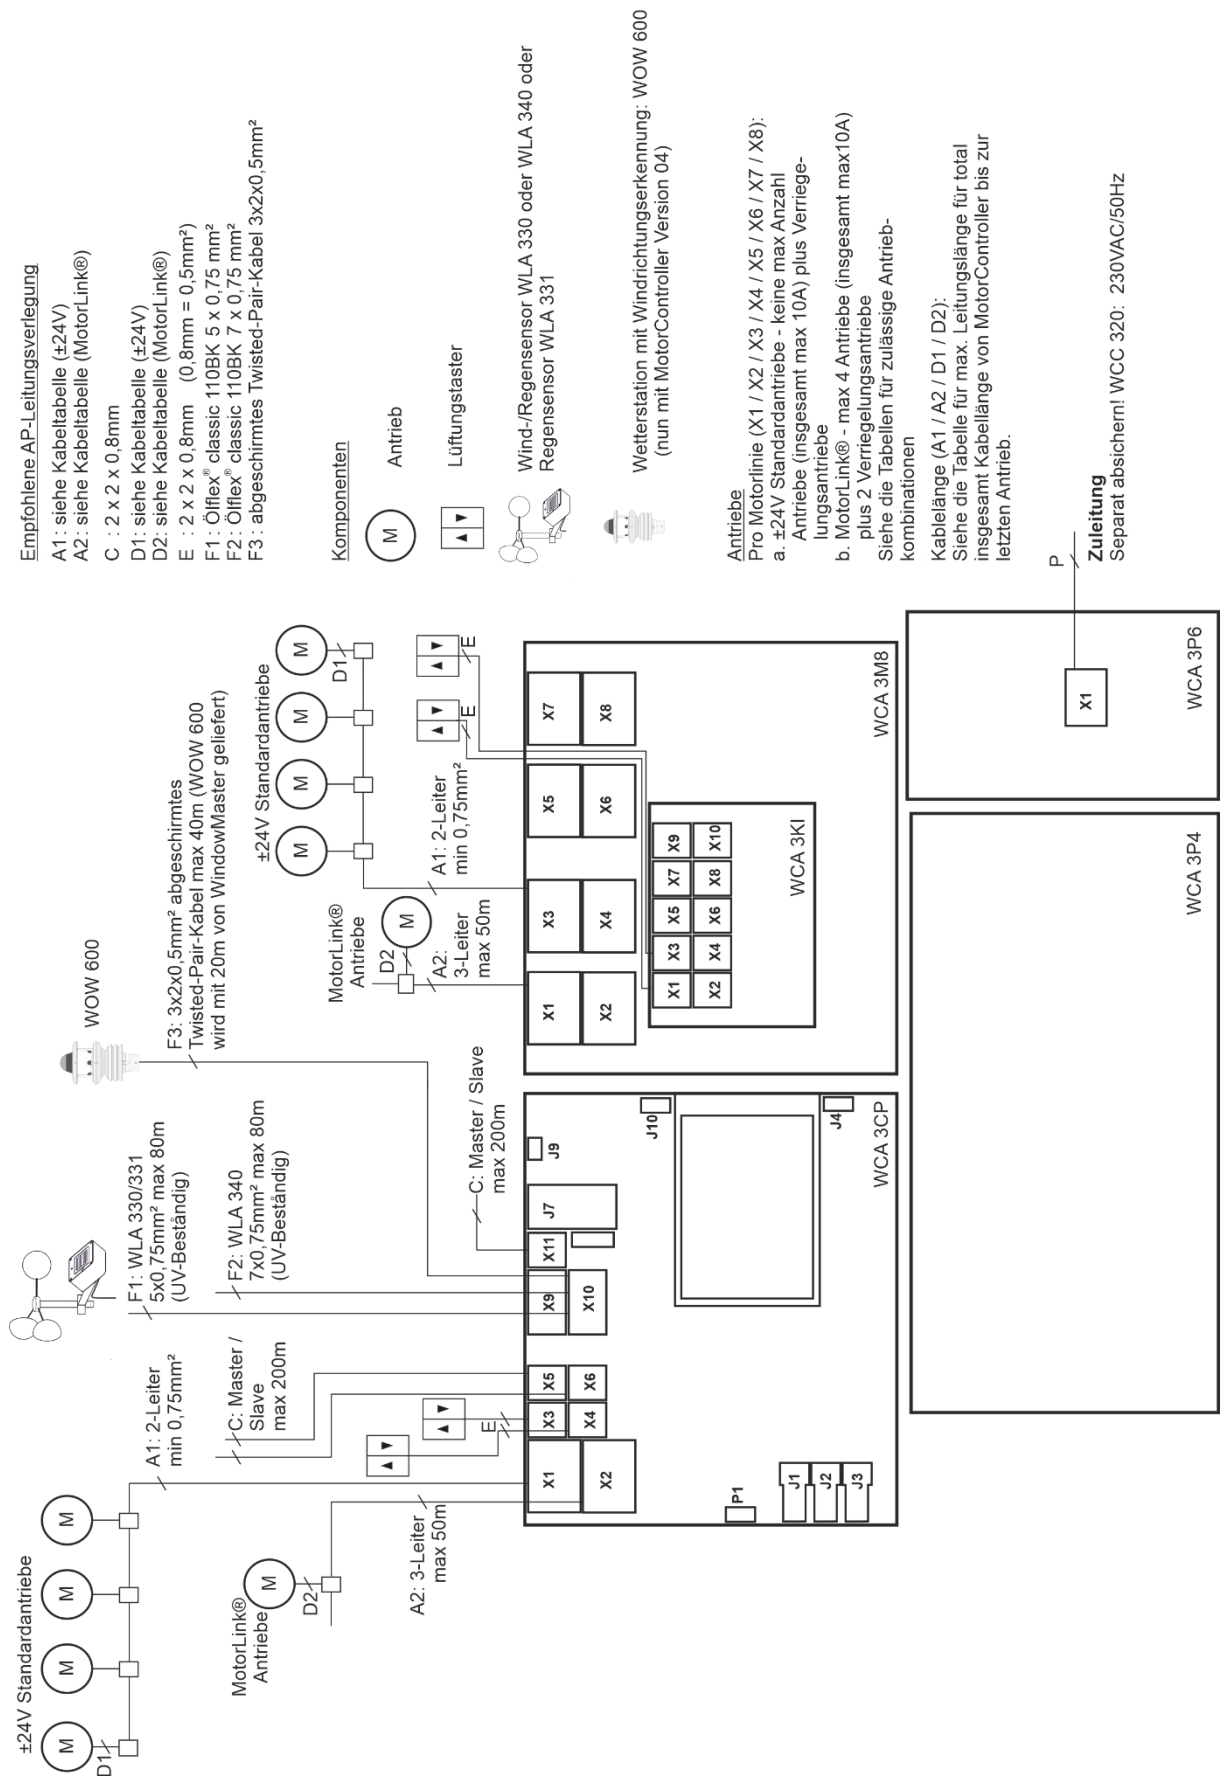 ±24V Standardantriebe
M
M
M
M
D1
A1: 2-Leiter
min 0,75mm²
MotorLink®
Antriebe
M
D2
A2: 3-Leiter
max 50m
C: Master /
Slave
max 200m
E
F1: WLA 330/331
5x0,75mm² max 80m
(UV-Beståndig)
F2: WLA 340
7x0,75mm² max 80m
(UV-Beståndig)
WOW 600
F3: 3x2x0,5mm² abgeschirmtes
Twisted-Pair-Kabel max 40m (WOW 600
wird mit 20m von WindowMaster geliefert)
C: Master / Slave
max 200m
X1
X2
X3
X4
X5
X6
X9
X10
X11
J7
J9
J10
J4
P1
J1
J2
J3
WCA 3CP
±24V Standardantriebe
M
M
M
M
D1
A1: 2-Leiter
min 0,75mm²
MotorLink®
Antriebe
M
D2
A2:
3-Leiter
max 50m
E
E
X1
X3
X5
X7
X2
X4
X6
X8
X1
X3
X5
X7
X9
X2
X4
X6
X8
X10
WCA 3KI
WCA 3M8
WCA 3P4
X1
P
WCA 3P6
Empfohlene AP-Leitungsverlegung
A1: siehe Kabeltabelle (±24V)
A2: siehe Kabeltabelle (MotorLink®)
C : 2 x 2 x 0,8mm
D1: siehe Kabeltabelle (±24V)
D2: siehe Kabeltabelle (MotorLink®)
E : 2 x 2 x 0,8mm (0,8mm = 0,5mm²)
F1: Ölflex® classic 110BK 5 x 0,75 mm²
F2: Ölflex® classic 110BK 7 x 0,75 mm²
F3: abgeschirmtes Twisted-Pair-Kabel 3x2x0,5mm²
Komponenten
M
Antrieb
Lüftungstaster
Wind-/Regensensor WLA 330 oder WLA 340 oder
Regensensor WLA 331
Wetterstation mit Windrichtungserkennung: WOW 600
(nun mit MotorController Version 04)
Antriebe
Pro Motorlinie (X1 / X2 / X3 / X4 / X5 / X6 / X7 / X8):
a. ±24V Standardantriebe - keine max Anzahl
Antriebe (insgesamt max 10A) plus Verriege-
lungsantriebe
b. MotorLink® - max 4 Antriebe (insgesamt max10A)
plus 2 Verriegelungsantriebe
Siehe die Tabellen für zulässige Antrieb-
kombinationen
Kablelänge (A1 / A2 / D1 / D2):
Siehe die Tabelle für max. Leitungslänge für total
insgesamt Kabellänge von MotorController bis zur
letzten Antrieb.
Zuleitung
Separat absichern! WCC 320: 230VAC/50Hz